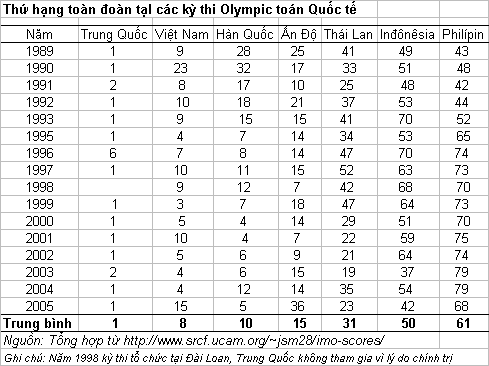 Thứ hạng toàn đoàn tại các kỳ thi Olympic toán Quốc tế
Năm Trung Quốc Việt Nam Hàn Quốc Ấn Độ Thái Lan Inđônêsia Philípin
1989 1 9 28 25 41 49 43
1990 1 23 32 17 33 51 48
1991 2 8 17 10 25 48 42
1992 1 10 18 21 37 53 44
1993 1 9 15 15 41 70 52
1995 1 4 7 14 34 53 65
1996 6 7 8 14 47 70 74
1997 1 10 11 15 52 63 73
1998 9 12 7 42 68 70
1999 1 3 7 18 47 64 73
2000 1 5 4 14 29 51 70
2001 1 10 4 7 22 59 75
2002 1 5 6 9 21 64 74
2003 2 4 6 15 19 37 79
2004 1 4 12 14 35 54 79
2005 1 15 5 36 23 42 68
Trung bình 1 8 10 15 31 50 61
Nguồn: Tổng hợp từ http://www.srcf.ucam.org/~jsm28/imo-scores/
Ghi chú: Năm 1998 kỳ thi tổ chức tại Đài Loan, Trung Quốc không tham gia vì lý do chính trị